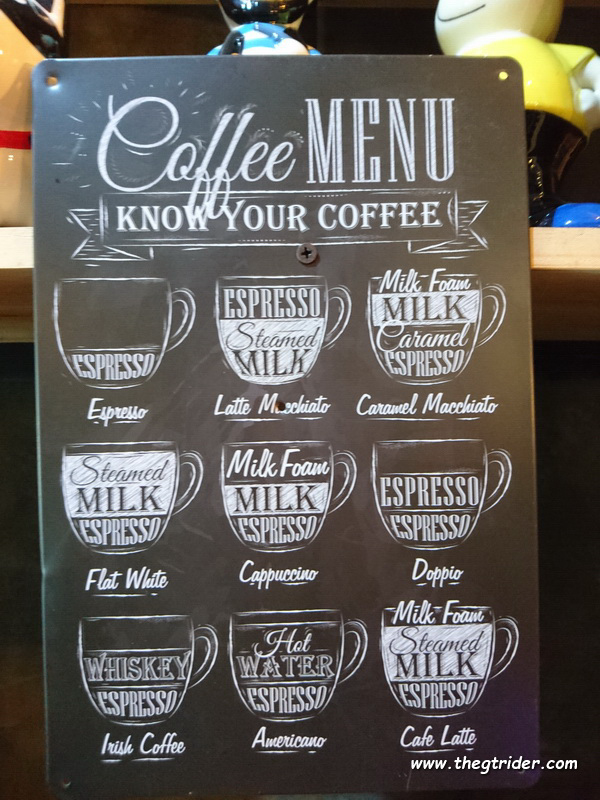 Coffee MENU
KNOW YOUR COFFEE
ESPRESSO
Espresso
ESPRESSO
Steamed
MILK
Latte Macchiato
Milk Foam
MILK
Caramel
ESPRESSO
Caramel Macchiato
Steamed
MILK
ESPRESSO
Flat White
Milk Foam
MILK
ESPRESSO
Cappuccino
ESPRESSO
ESPRESSO
Doppio
WHISKEY
ESPRESSO
Irish Coffee
Hot
WATER
ESPRESSO
Americano
Milk Foam
Steamed
MILK
ESPRESSO
Cafe Latte
www.thegtrider.com